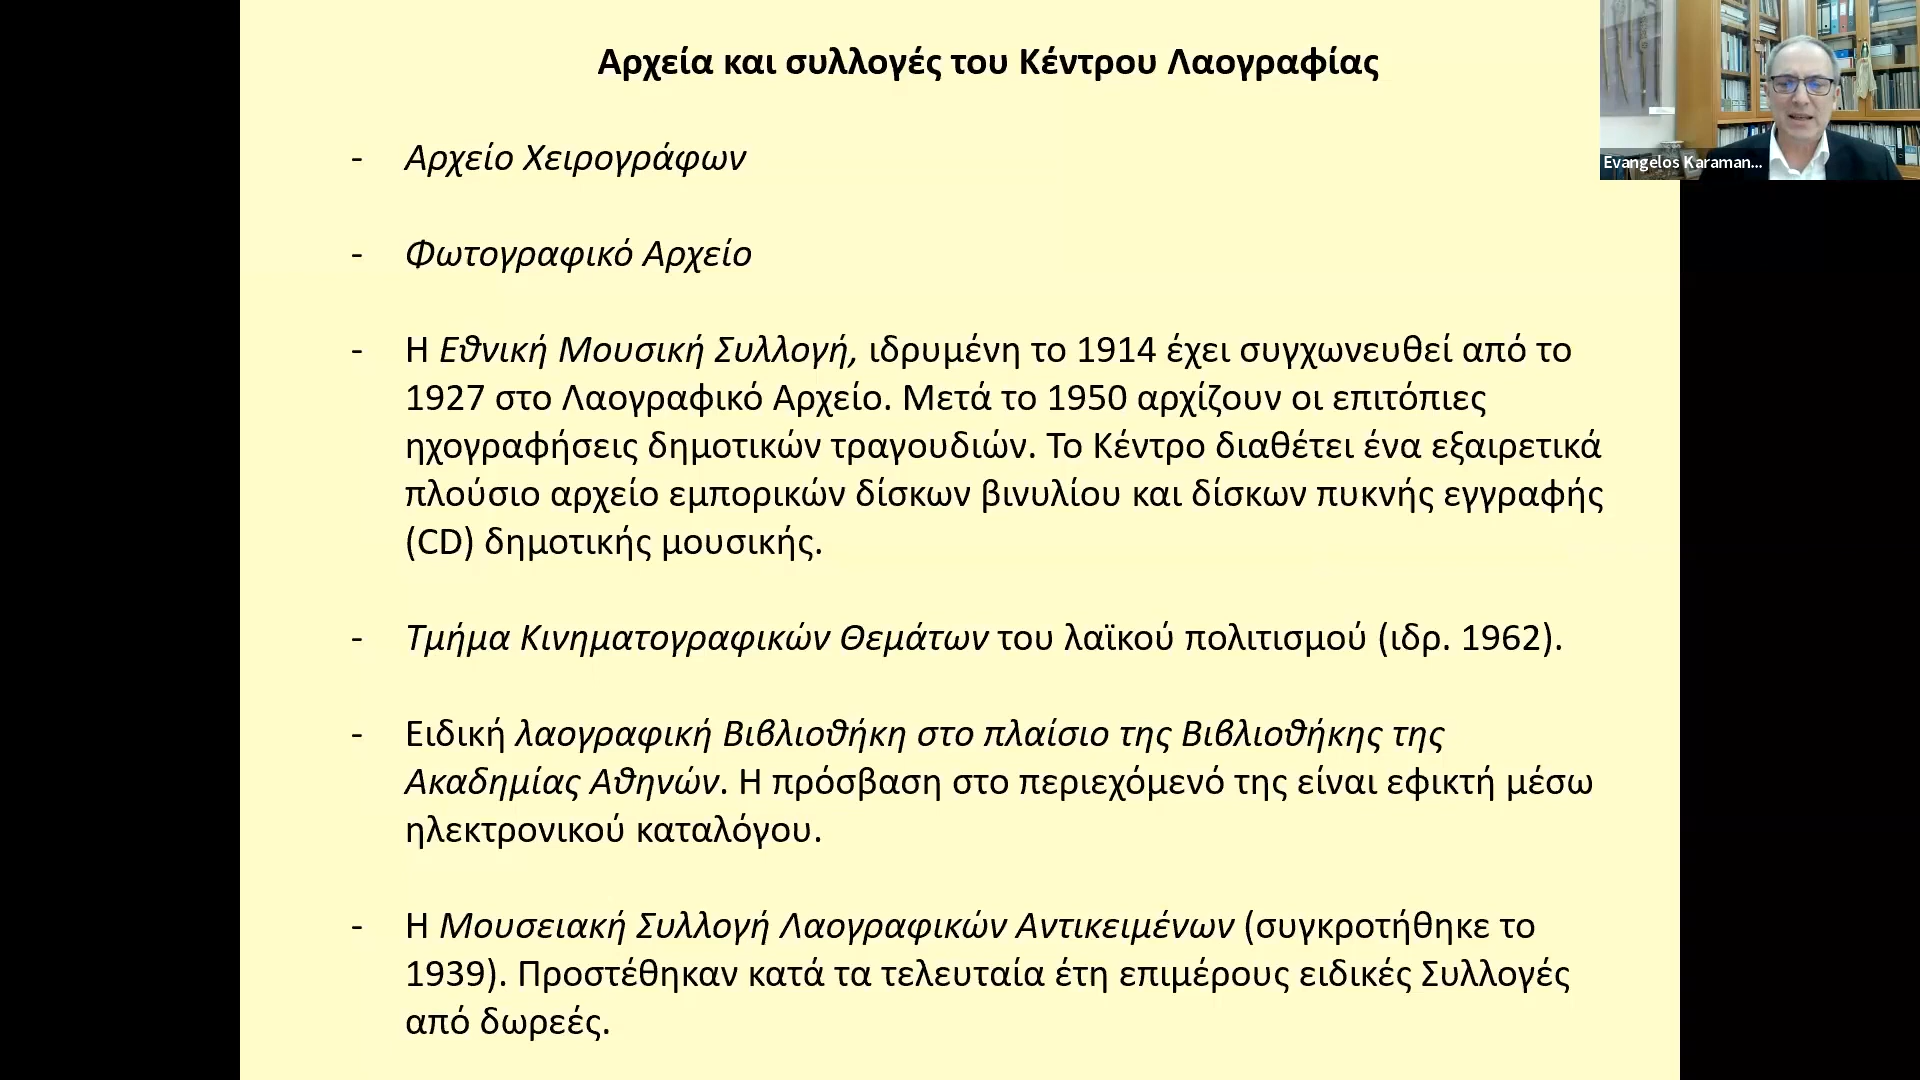 Αρχεία και συλλογές του Κέντρου Λαογραφίας
Evangelos Karaman...
- Αρχείο Χειρογράφων
- Φωτογραφικό Αρχείο
- Η Εθνική Μουσική Συλλογή, ιδρυμένη το 1914 έχει συγχωνευθεί από το
1927 στο Λαογραφικό Αρχείο. Μετά το 1950 αρχίζουν οι επιτόπιες
ηχογραφήσεις δημοτικών τραγουδιών. Το Κέντρο διαθέτει ένα εξαιρετικά
πλούσιο αρχείο εμπορικών δίσκων βινυλίου και δίσκων πυκνής εγγραφής
(CD) δημοτικής μουσικής.
- Τμήμα Κινηματογραφικών Θεμάτων του λαϊκού πολιτισμού (ιδρ. 1962).
- Ειδική λαογραφική Βιβλιοθήκη στο πλαίσιο της Βιβλιοθήκης της
Ακαδημίας Αθηνών. Η πρόσβαση στο περιεχόμενό της είναι εφικτή μέσω
ηλεκτρονικού καταλόγου.
- Η Μουσειακή Συλλογή Λαογραφικών Αντικειμένων (συγκροτήθηκε το
1939). Προστέθηκαν κατά τα τελευταία έτη επιμέρους ειδικές Συλλογές
από δωρεές.